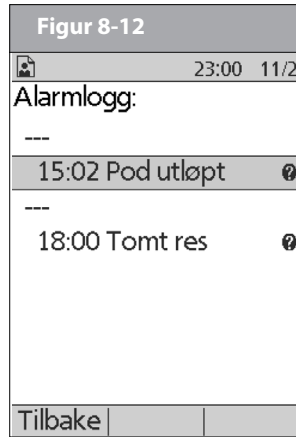 Figur 8-12
23:00 11/2
Alarmlogg:
---
15:02 Pod utløpt
---
18:00 Tomt res
Tilbake